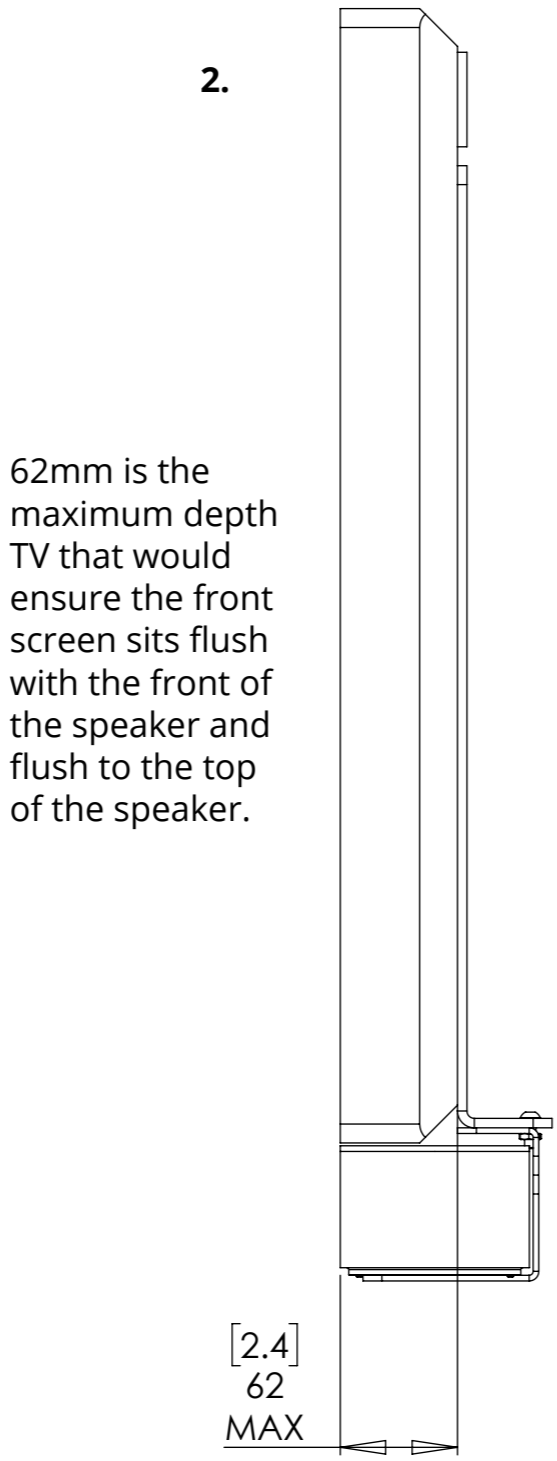 2.
62mm is the
maximum depth
TV that would
ensure the front
screen sits flush
with the front of
the speaker and
flush to the top
of the speaker.
[2.4]
62
MAX